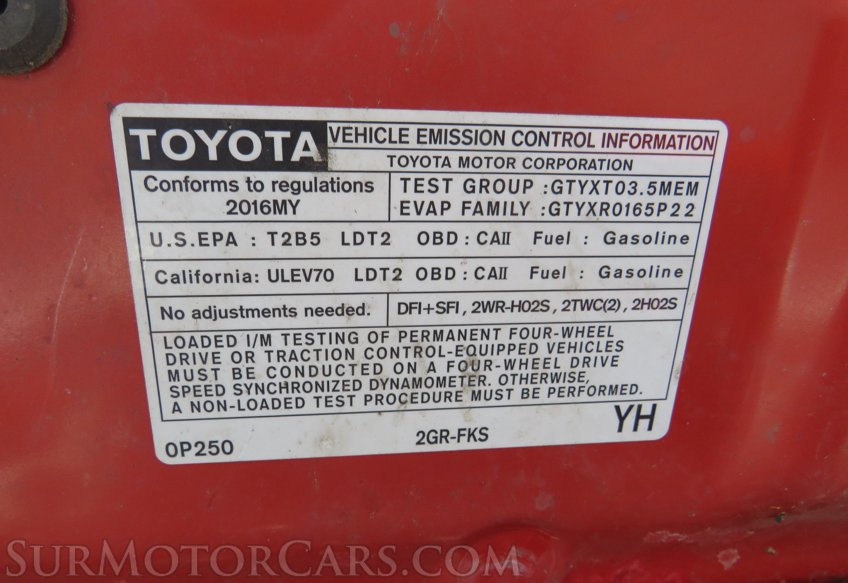 TOYOTA VEHICLE EMISSION CONTROL INFORMATION
TOYOTA MOTOR CORPORATION
Conforms to regulations
2016MY
TEST GROUP :GTYXT03.5MEM
EVAP FAMILY :GTYXR0165P22
U.S.EPA : T2B5 LDT2 OBD : CAII Fuel : Gasoline
California: ULEV70 LDT2 OBD : CAII Fuel : Gasoline
No adjustments needed. DFI+SFI , 2WR-HO2S , 2TWC(2) , 2HO2S
LOADED I/M TESTING OF PERMANENT FOUR-WHEEL
DRIVE OR TRACTION CONTROL-EQUIPPED VEHICLES
MUST BE CONDUCTED ON A FOUR-WHEEL DRIVE
SPEED SYNCHRONIZED DYNAMOMETER. OTHERWISE,
A NON-LOADED TEST PROCEDURE MUST BE PERFORMED.
0P250 2GR-FKS YH
SurMotorCars.com